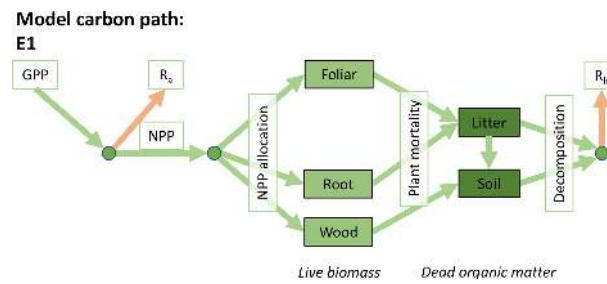 Model carbon path:
E1
GPP
Ra
NPP
NPP allocation
Foliar
Root
Wood
Plant mortality
Litter
Soil
Decomposition
Live biomass
Dead organic matter